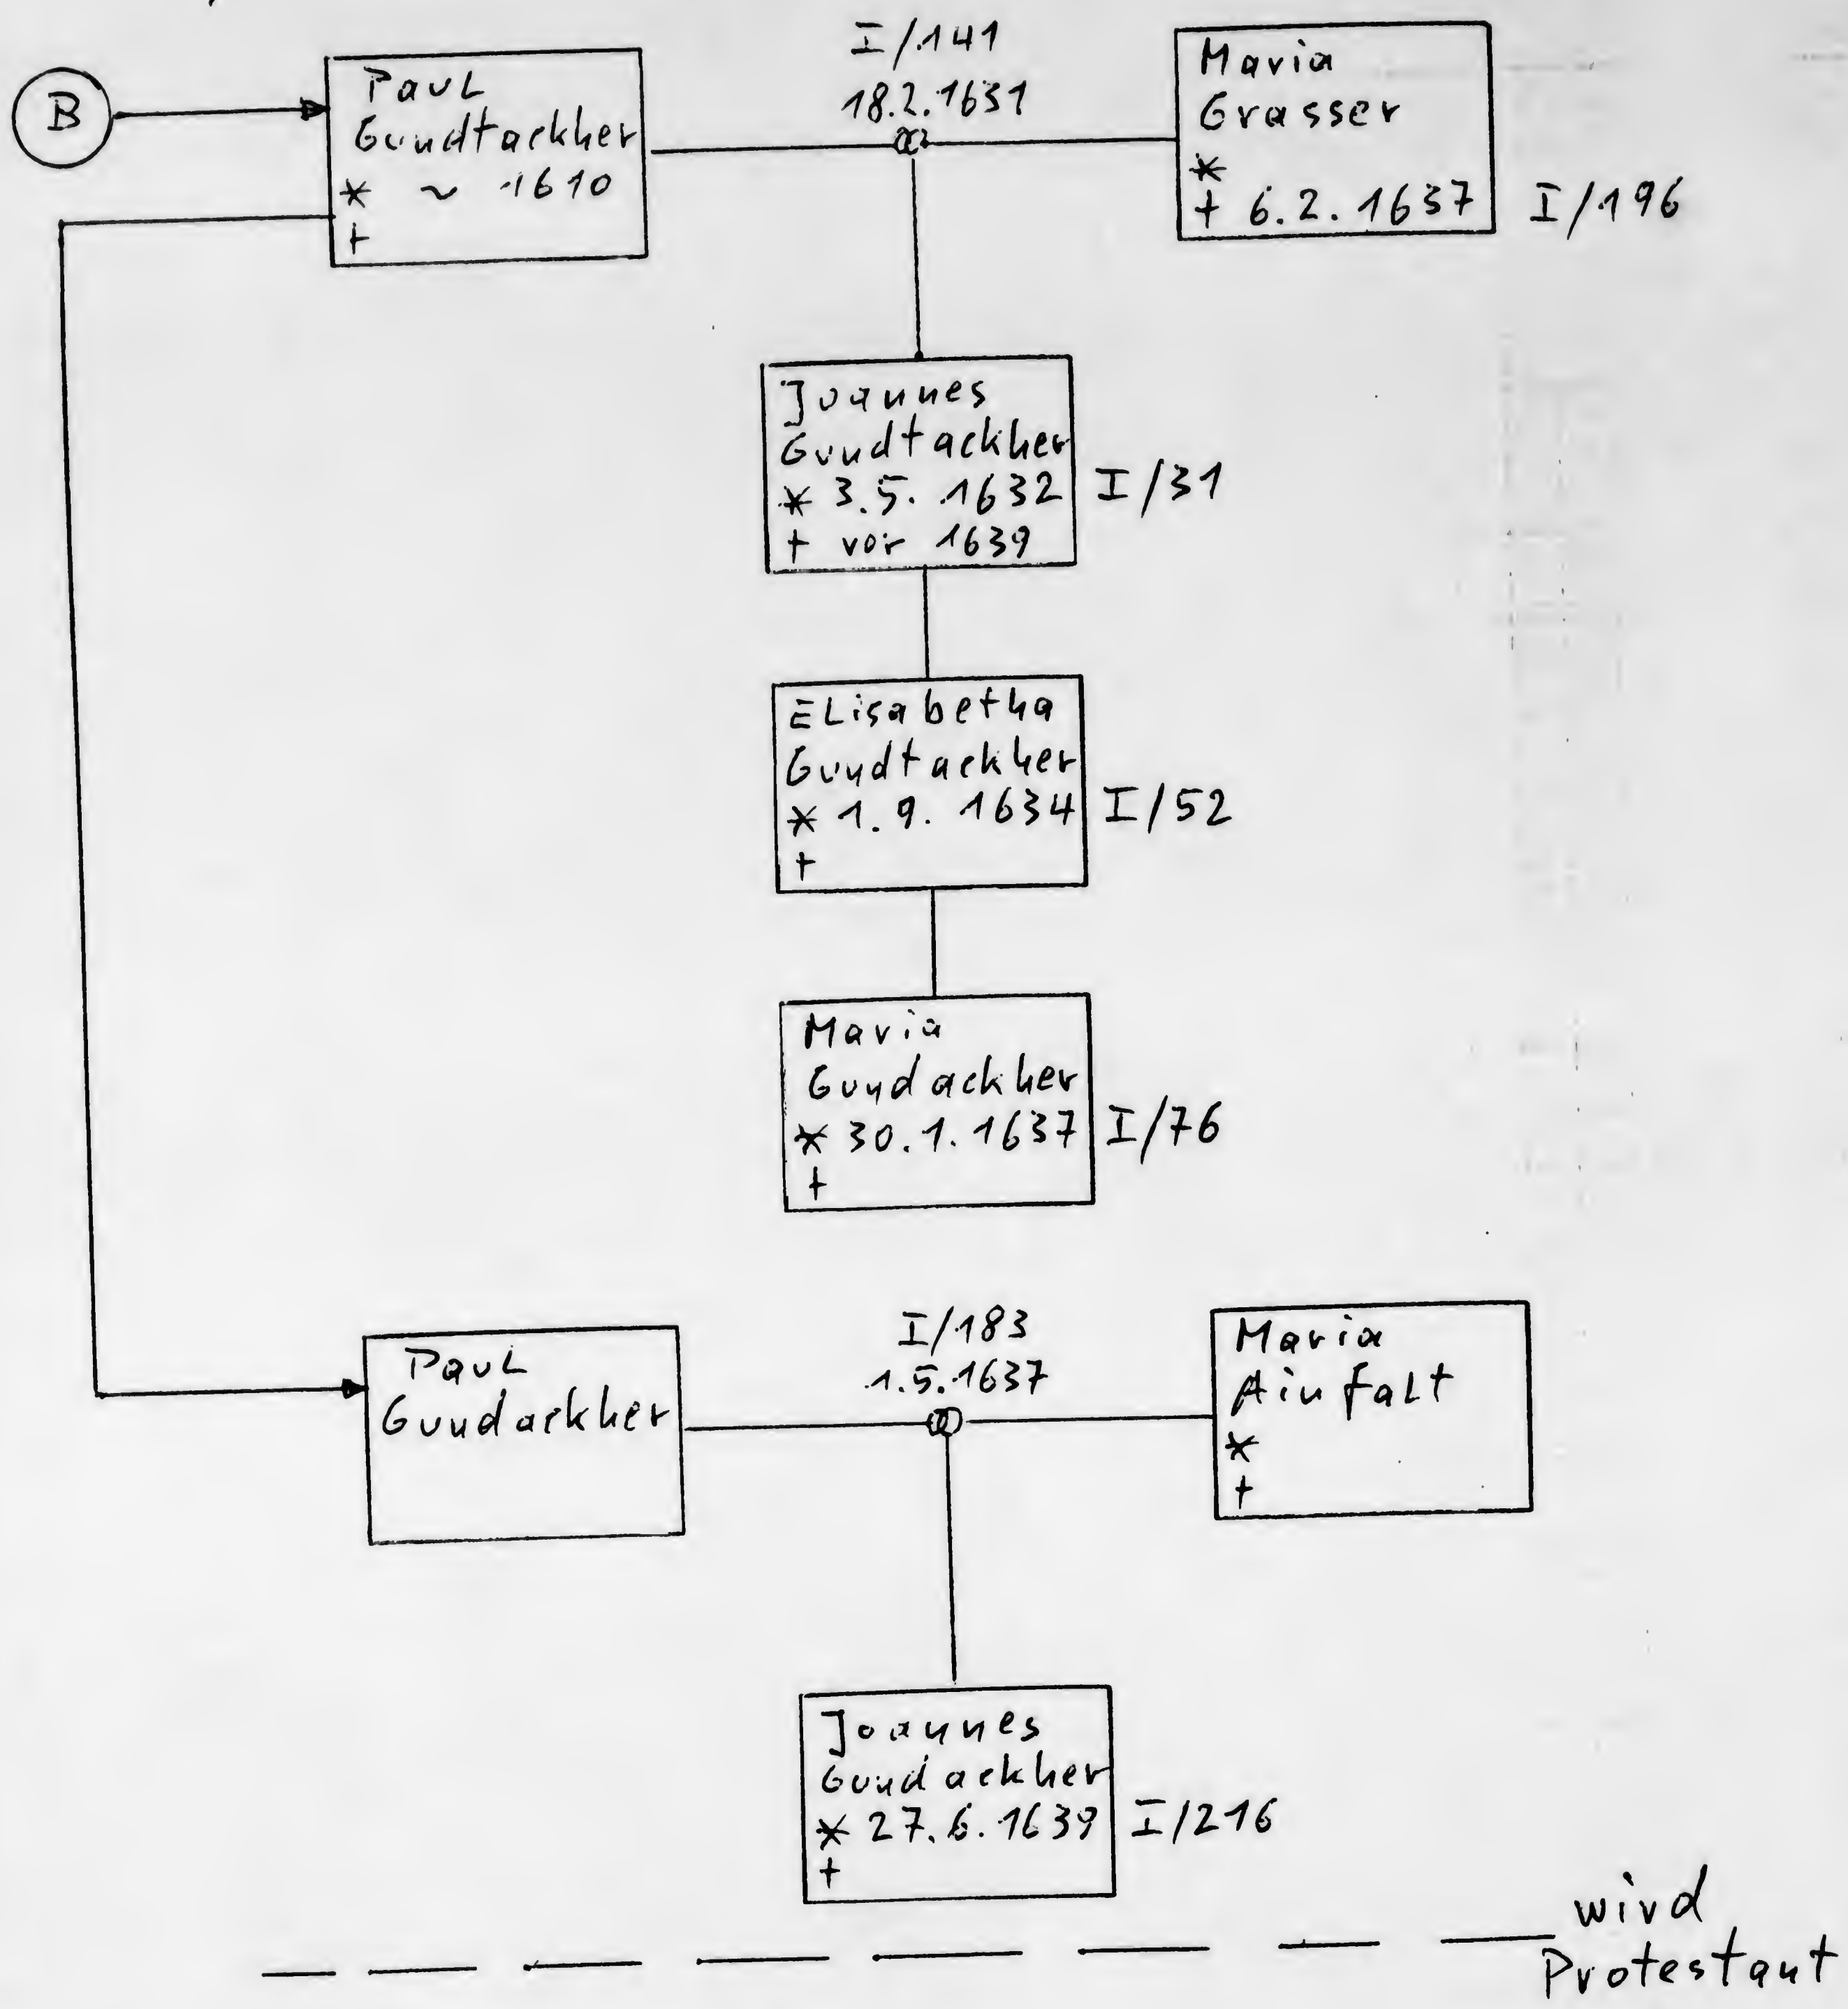 B
Paul
Gundtackher
* ~ 1610
+
I/141
18.2.1631
Maria
Grasser
*
+ 6.2.1637 I/196
Joannes
Gundtackher
* 3.5.1632 I/31
+ vor 1639
ELisabetha
Gundtackher
* 1.9.1634 I/52
+
Maria
Gundackher
* 30.1.1637 I/76
+
Paul
Gundackher
I/183
1.5.1637
Maria
Ainfalt
*
+
Joannes
Gundackher
* 27.6.1639 I/216
+
wird
Protestant